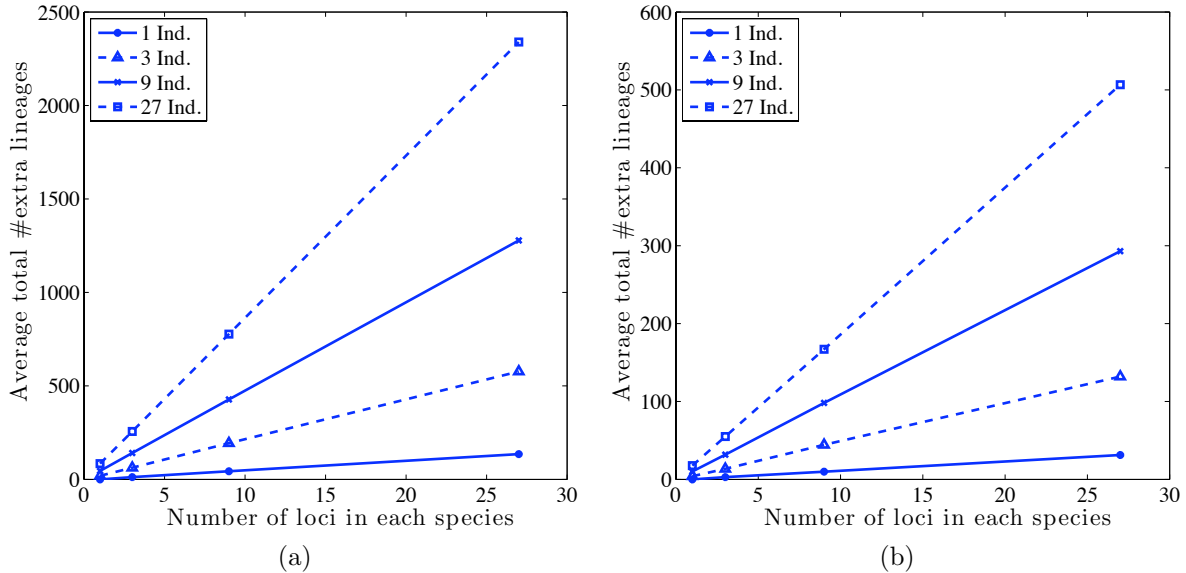 2500
2000
1500
1000
500
0
0 5 10 15 20 25 30
Average total #extra lineages
Number of loci in each species
1 Ind.
3 Ind.
9 Ind.
27 Ind.
(a)
600
500
400
300
200
100
0
0 5 10 15 20 25 30
Average total #extra lineages
Number of loci in each species
1 Ind.
3 Ind.
9 Ind.
27 Ind.
(b)